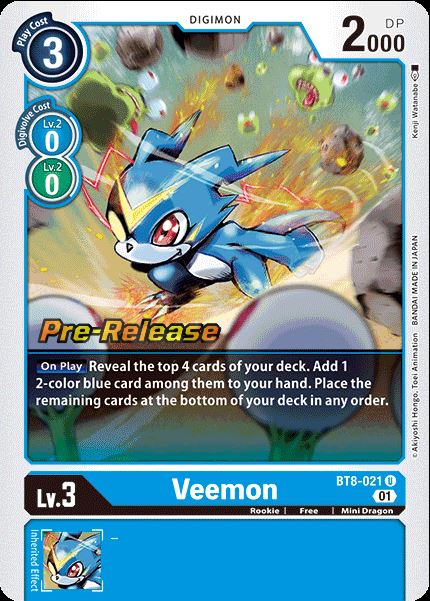 DIGIMON
Play Cost
3
DP
2000
Digivolve Cost
Lv.2
0
Lv.2
0
Kenji Watanabe
Pre-Release
On Play Reveal the top 4 cards of your deck. Add 1
2-color blue card among them to your hand. Place the
remaining cards at the bottom of your deck in any order.
©Akiyoshi Hongo, Toei Animation BANDAI MADE IN JAPAN
Lv.3
Veemon
BT8-021 U
01
Rookie | Free | Mini Dragon
Inherited Effect
–